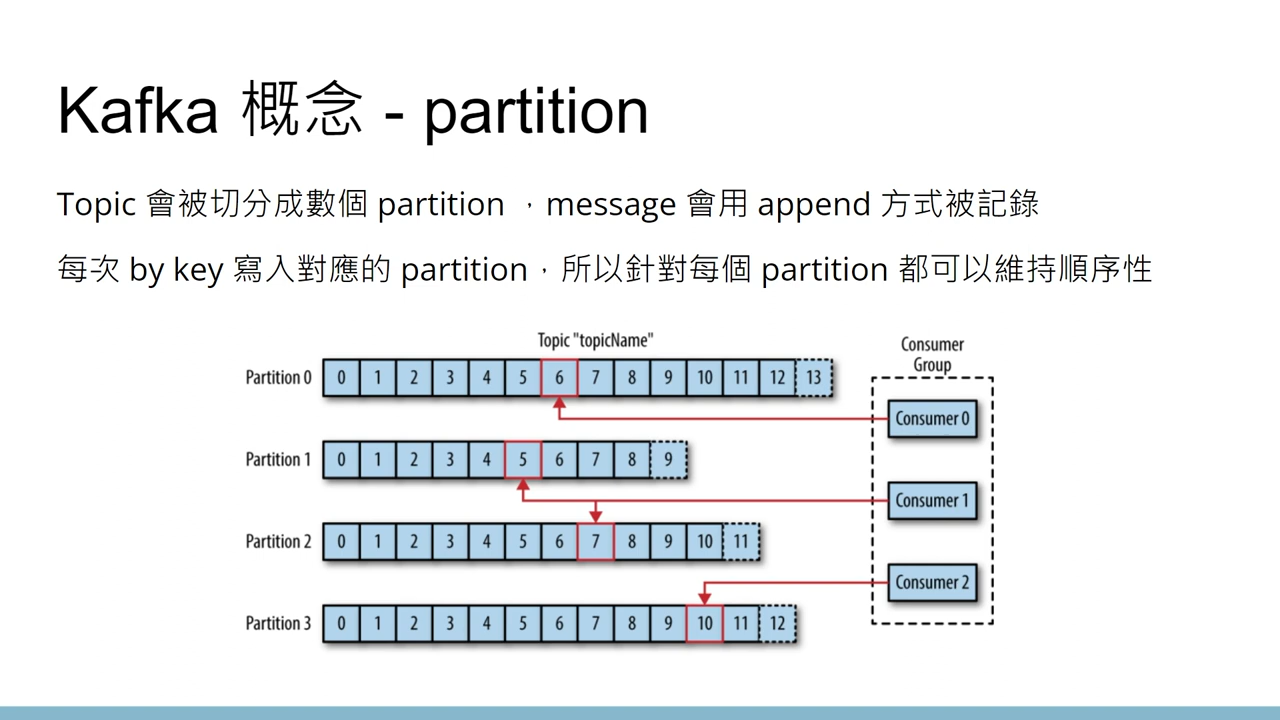 Kafka 概念 - partition
Topic 會被切分成數個 partition ，message 會用 append 方式被記錄
每次 by key 寫入對應的 partition，所以針對每個 partition 都可以維持順序性
Topic "topicName"
Consumer
Group
Partition 0 0 1 2 3 4 5 6 7 8 9 10 11 12 13
Consumer 0
Partition 1 0 1 2 3 4 5 6 7 8 9
Consumer 1
Partition 2 0 1 2 3 4 5 6 7 8 9 10 11
Consumer 2
Partition 3 0 1 2 3 4 5 6 7 8 9 10 11 12